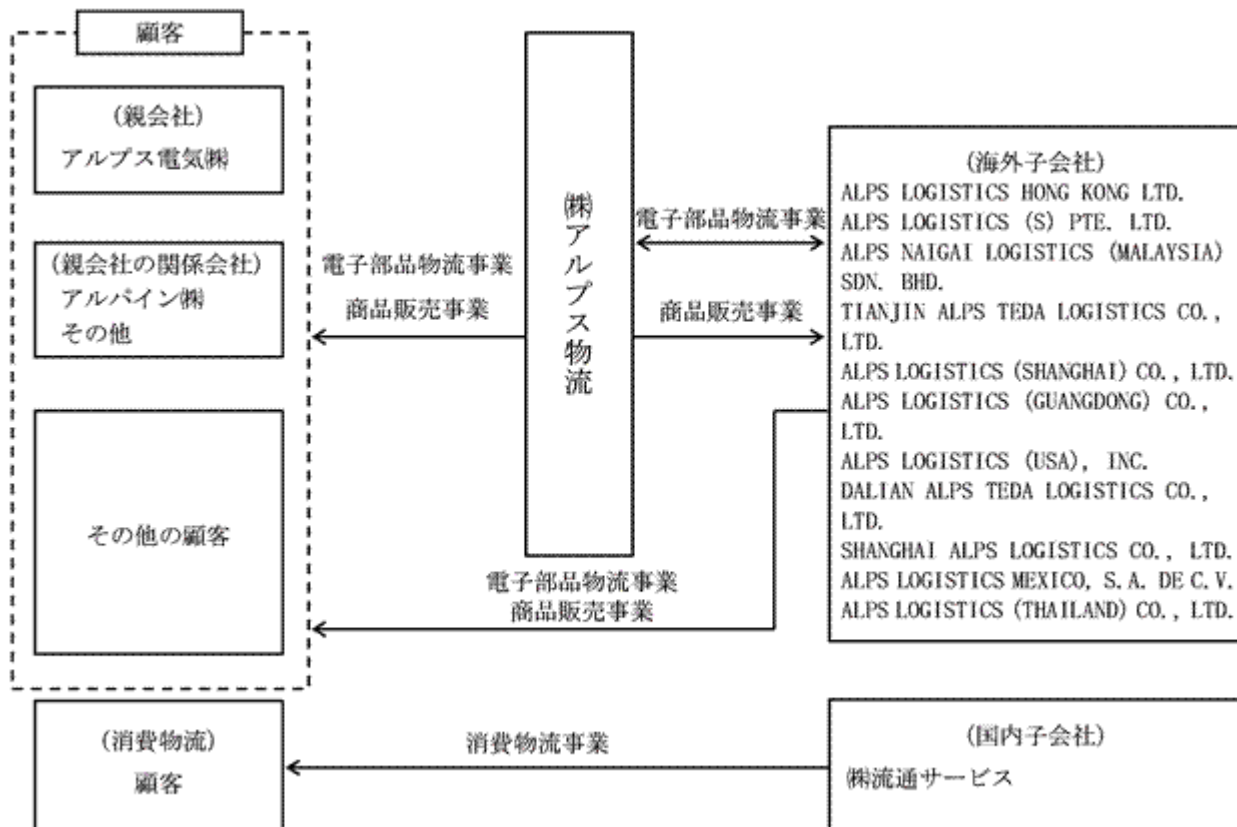 顧客
(親会社)
アルプス電気㈱
(親会社の関係会社)
アルパイン㈱
その他
その他の顧客
電子部品物流事業
商品販売事業
㈱アルプス物流
電子部品物流事業
商品販売事業
(海外子会社)
ALPS LOGISTICS HONG KONG LTD.
ALPS LOGISTICS (S) PTE. LTD.
ALPS NAIGAI LOGISTICS (MALAYSIA)
SDN. BHD.
TIANJIN ALPS TEDA LOGISTICS CO.,
LTD.
ALPS LOGISTICS (SHANGHAI) CO., LTD.
ALPS LOGISTICS (GUANGDONG) CO.,
LTD.
ALPS LOGISTICS (USA), INC.
DALIAN ALPS TEDA LOGISTICS CO.,
LTD.
SHANGHAI ALPS LOGISTICS CO., LTD.
ALPS LOGISTICS MEXICO, S.A. DE C.V.
ALPS LOGISTICS (THAILAND) CO., LTD.
電子部品物流事業
商品販売事業
(消費物流)
顧客
消費物流事業
(国内子会社)
㈱流通サービス